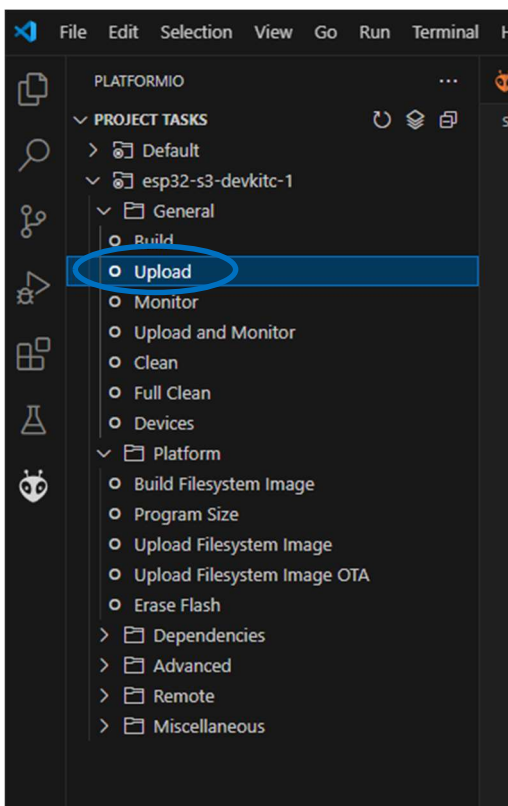 File Edit Selection View Go Run Terminal H
PLATFORMIO
PROJECT TASKS
Default
esp32-s3-devkitc-1
General
Build
Upload
Monitor
Upload and Monitor
Clean
Full Clean
Devices
Platform
Build Filesystem Image
Program Size
Upload Filesystem Image
Upload Filesystem Image OTA
Erase Flash
Dependencies
Advanced
Remote
Miscellaneous